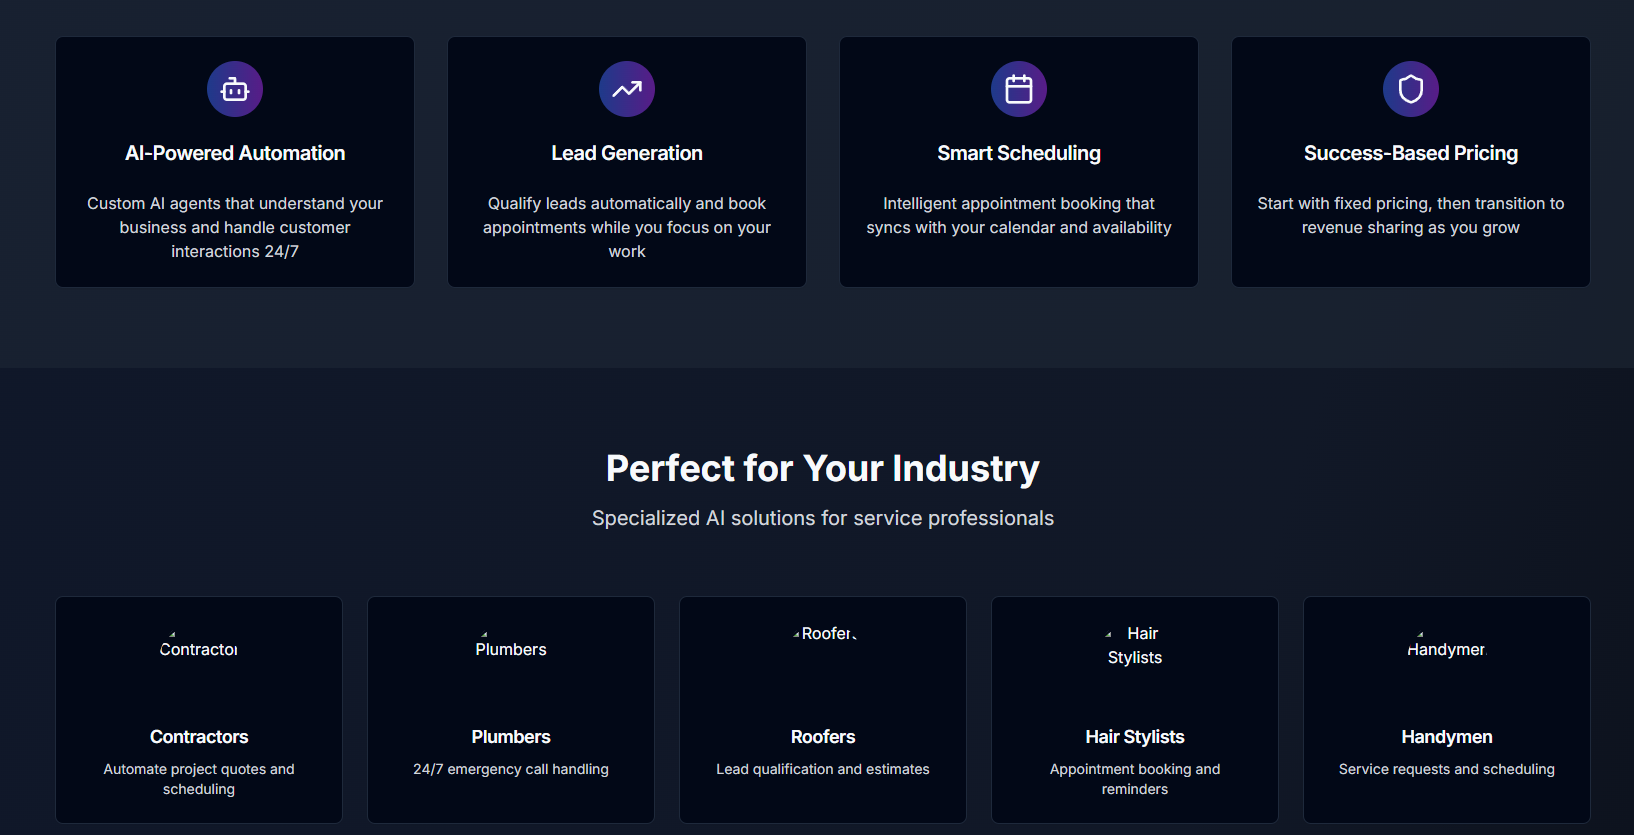 AI-Powered Automation
Custom AI agents that understand your
business and handle customer
interactions 24/7
Lead Generation
Qualify leads automatically and book
appointments while you focus on your
work
Smart Scheduling
Intelligent appointment booking that
syncs with your calendar and availability
Success-Based Pricing
Start with fixed pricing, then transition to
revenue sharing as you grow
Perfect for Your Industry
Specialized AI solutions for service professionals
Contractor
Contractors
Automate project quotes and
scheduling
Plumbers
Plumbers
24/7 emergency call handling
Roofers
Roofers
Lead qualification and estimates
Hair
Stylists
Hair Stylists
Appointment booking and
reminders
Handymen
Handymen
Service requests and scheduling